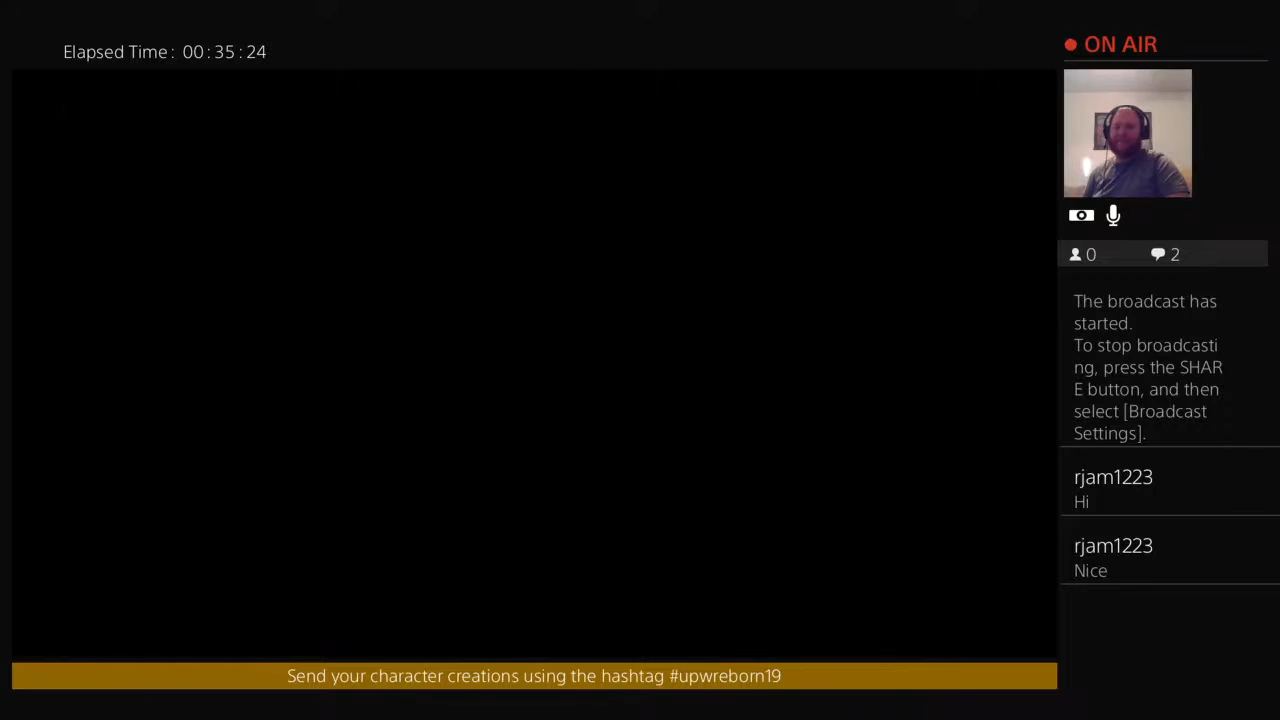 Elapsed Time: 00:35:24
ON AIR
0 2
The broadcast has
started.
To stop broadcasti
ng, press the SHAR
E button, and then
select [Broadcast
Settings].
rjam1223
Hi
rjam1223
Nice
Send your character creations using the hashtag #upwreborn19